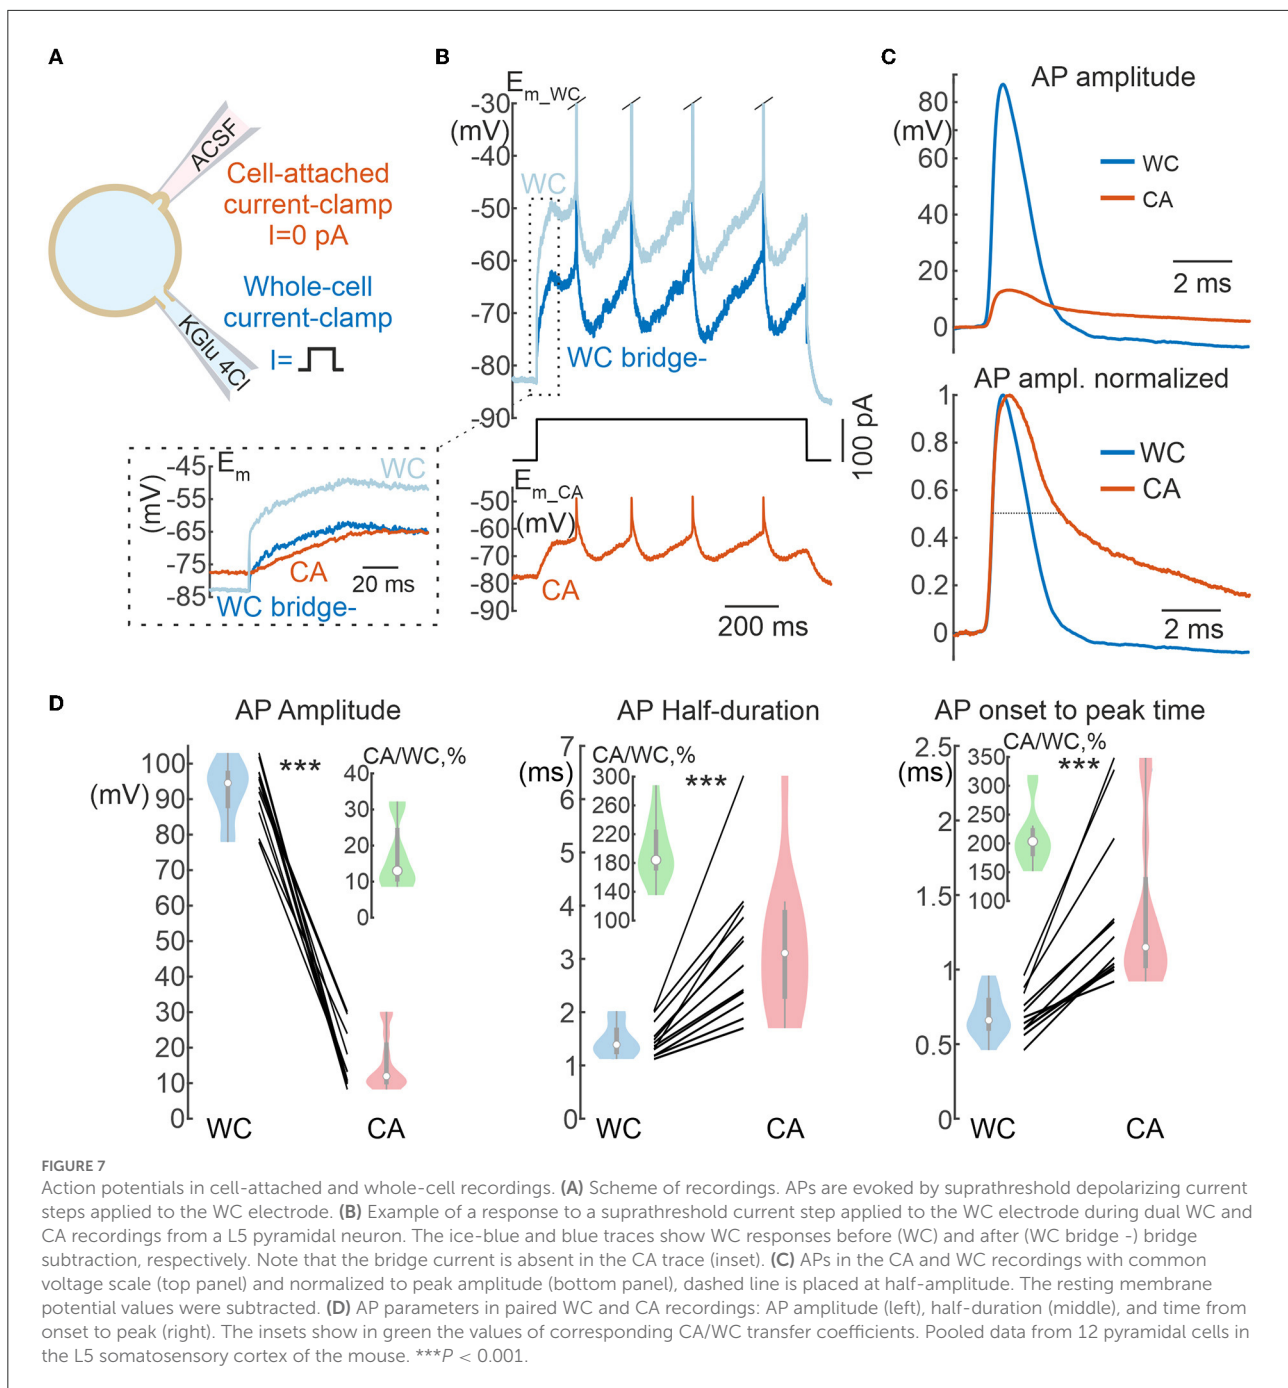 A
ACSF
Cell-attached
current-clamp
I=0 pA
Whole-cell
current-clamp
I=
KGlu 4Cl
B
E m_WC
(mV)
-30
-40
-50
-60
-70
-80
-90
WC
WC bridge-
100 pA
E m
(mV)
-45
-55
-65
-75
-85
WC
CA
WC bridge-
20 ms
E m_CA
(mV)
-50
-60
-70
-80
-90
CA
200 ms
C
AP amplitude
(mV)
80
60
40
20
0
WC
CA
2 ms
AP ampl. normalized
1
0.8
0.6
0.4
0.2
0
WC
CA
2 ms
D
AP Amplitude
(mV)
100
90
80
70
60
50
40
30
20
10
0
***
CA/WC,%
40
30
20
10
0
WC
CA
AP Half-duration
(ms)
7
6
5
4
3
2
1
0
CA/WC,%
300
260
220
180
140
100
***
WC
CA
AP onset to peak time
(ms)
2.5
2
1.5
1
0.5
0
CA/WC,%
350
300
250
200
150
100
***
WC
CA
FIGURE 7
Action potentials in cell-attached and whole-cell recordings. (A) Scheme of recordings. APs are evoked by suprathreshold depolarizing current
steps applied to the WC electrode. (B) Example of a response to a suprathreshold current step applied to the WC electrode during dual WC and
CA recordings from a L5 pyramidal neuron. The ice-blue and blue traces show WC responses before (WC) and after (WC bridge -) bridge
subtraction, respectively. Note that the bridge current is absent in the CA trace (inset). (C) APs in the CA and WC recordings with common
voltage scale (top panel) and normalized to peak amplitude (bottom panel), dashed line is placed at half-amplitude. The resting membrane
potential values were subtracted. (D) AP parameters in paired WC and CA recordings: AP amplitude (left), half-duration (middle), and time from
onset to peak (right). The insets show in green the values of corresponding CA/WC transfer coefficients. Pooled data from 12 pyramidal cells in
the L5 somatosensory cortex of the mouse. ***P < 0.001.